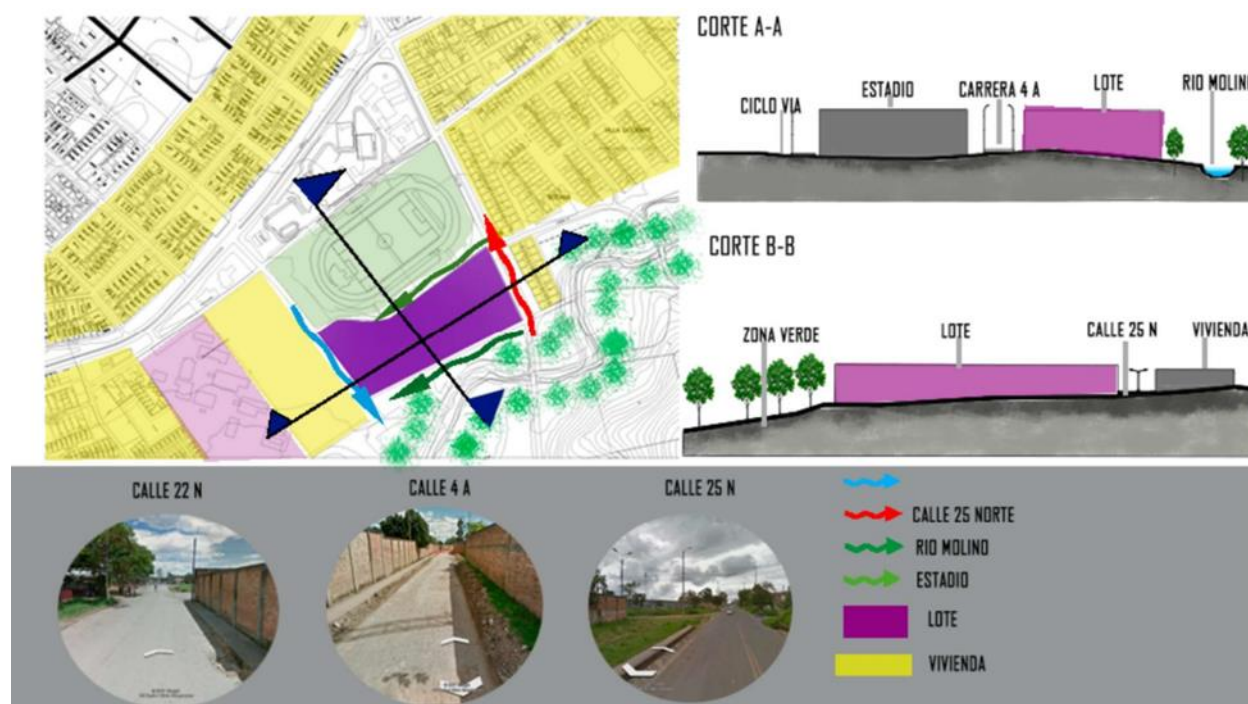 CORTE A-A
CICLO VIA
ESTADIO
CARRERA 4 A
LOTE
RIO MOLINO
CORTE B-B
ZONA VERDE
LOTE
CALLE 25 N
VIVIENDA
CALLE 22 N
CALLE 4 A
CALLE 25 N
CALLE 25 NORTE
RIO MOLINO
ESTADIO
LOTE
VIVIENDA